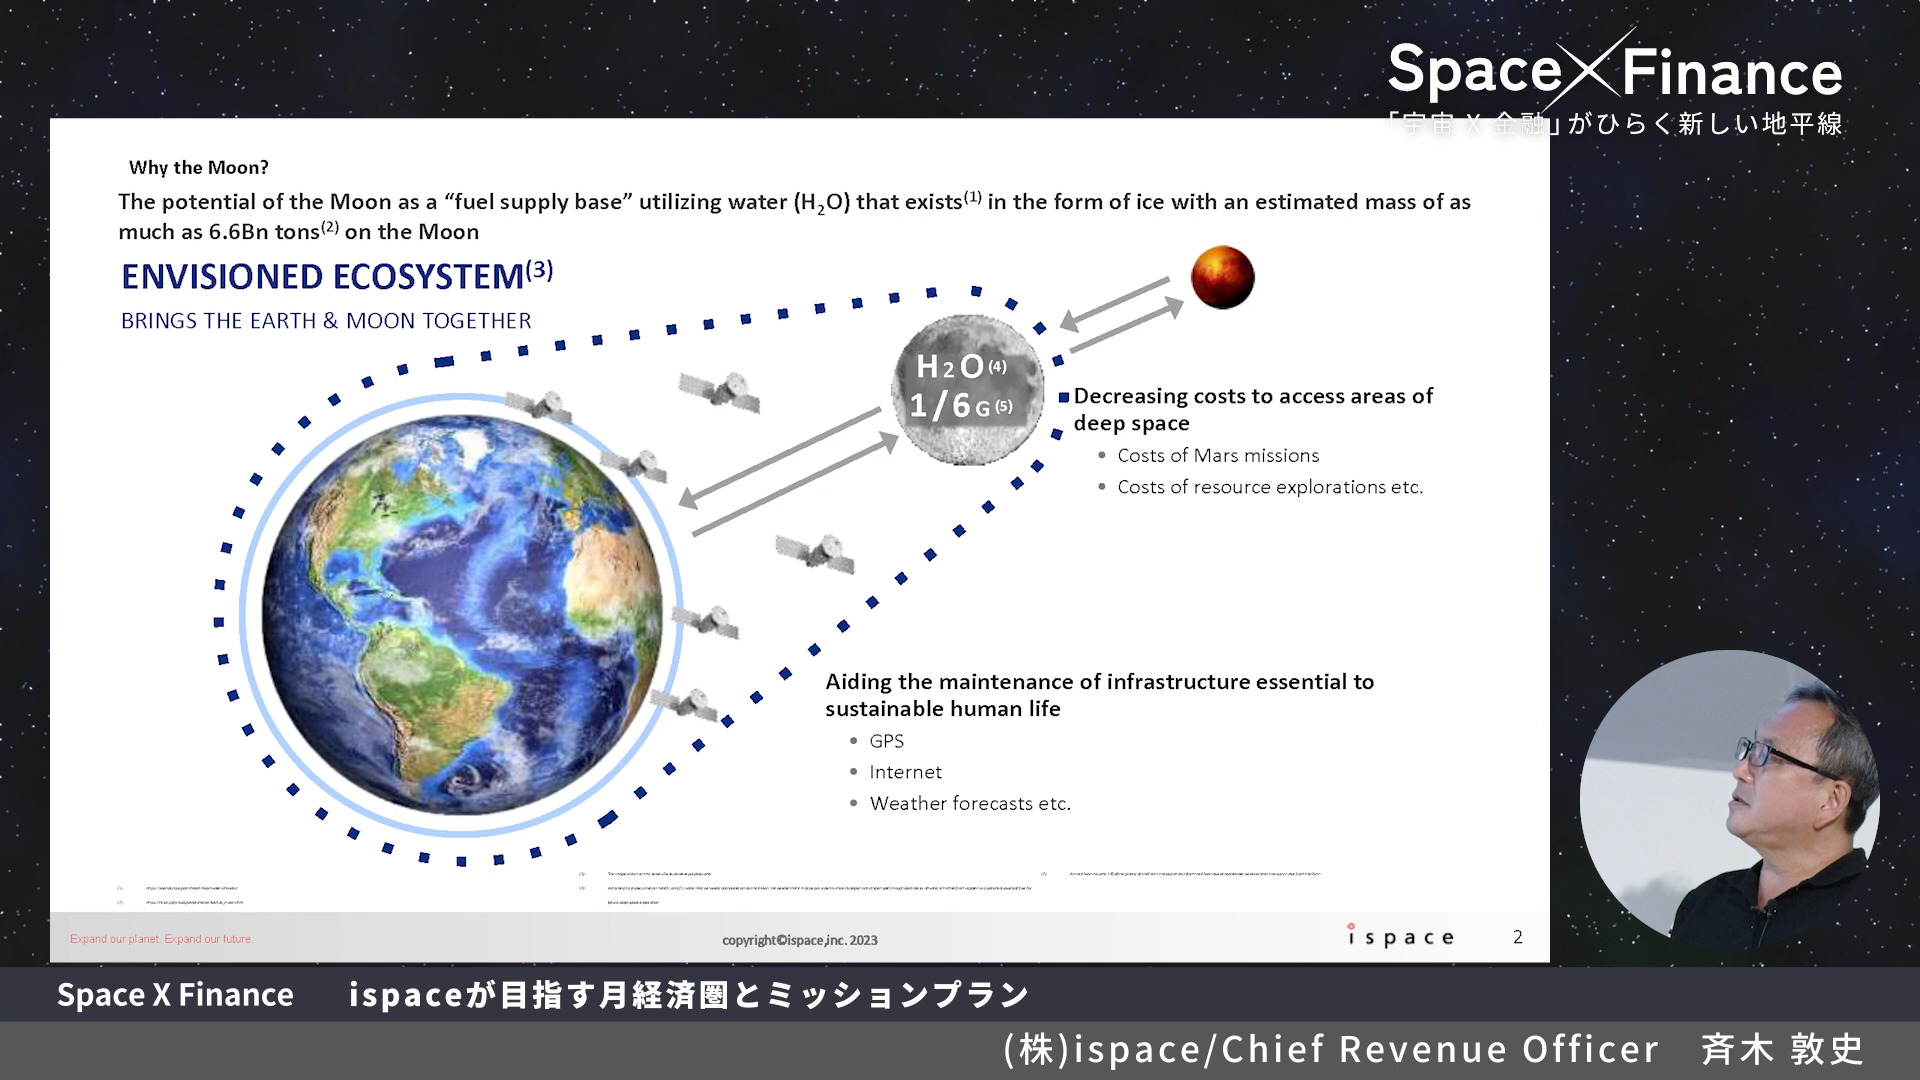 Space X Finance
「宇宙 X 金融」がひらく新しい地平線
Why the Moon?
The potential of the Moon as a “fuel supply base” utilizing water (H2O) that exists(1) in the form of ice with an estimated mass of as
much as 6.6Bn tons(2) on the Moon
ENVISIONED ECOSYSTEM(3)
BRINGS THE EARTH & MOON TOGETHER
H2O(4)
1/6G(5)
Decreasing costs to access areas of
deep space
• Costs of Mars missions
• Costs of resource explorations etc.
Aiding the maintenance of infrastructure essential to
sustainable human life
• GPS
• Internet
• Weather forecasts etc.
Expand our planet. Expand our future.
copyright©ispace,inc. 2023
ispace
2
Space X Finance ispaceが目指す月経済圏とミッションプラン
(株)ispace/Chief Revenue Officer 斉木 敦史